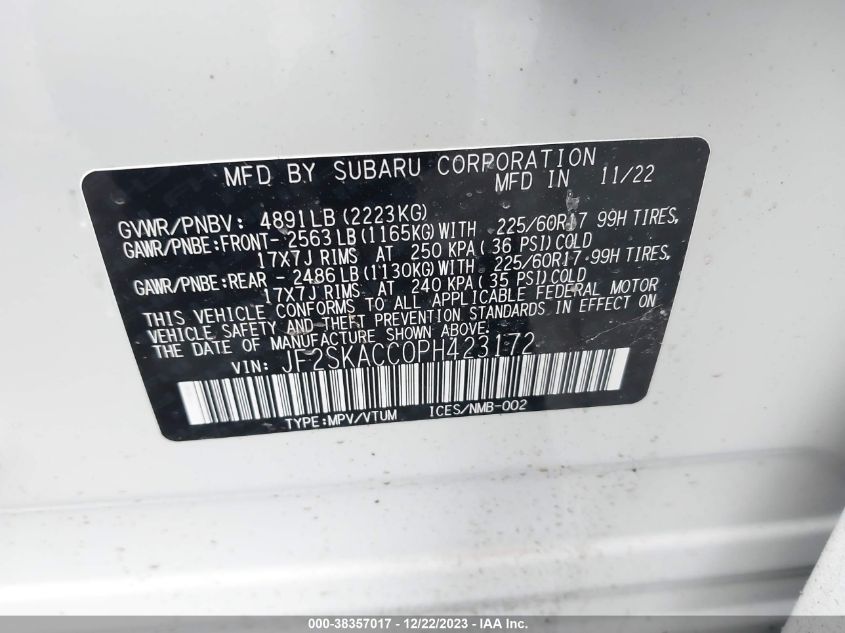 MFD BY SUBARU CORPORATION
MFD IN 11/22
GVWR/PNBV: 4891LB(2223KG)
GAWR/PNBE:FRONT- 2563LB(1165KG)WITH 225/60R17 99H TIRES,
17X7J RIMS AT 250 KPA( 36 PSI)COLD
GAWR/PNBE:REAR - 2486LB(1130KG)WITH 225/60R17 99H TIRES,
17X7J RIMS AT 240 KPA( 35 PSI)COLD
THIS VEHICLE CONFORMS TO ALL APPLICABLE FEDERAL MOTOR
VEHICLE SAFETY AND THEFT PREVENTION STANDARDS IN EFFECT ON
THE DATE OF MANUFACTURE SHOWN ABOVE.
VIN: JF2SKACC0PH423172
TYPE:MPV/VTUM ICES/NMB-002
000-38357017 - 12/22/2023 - IAA Inc.